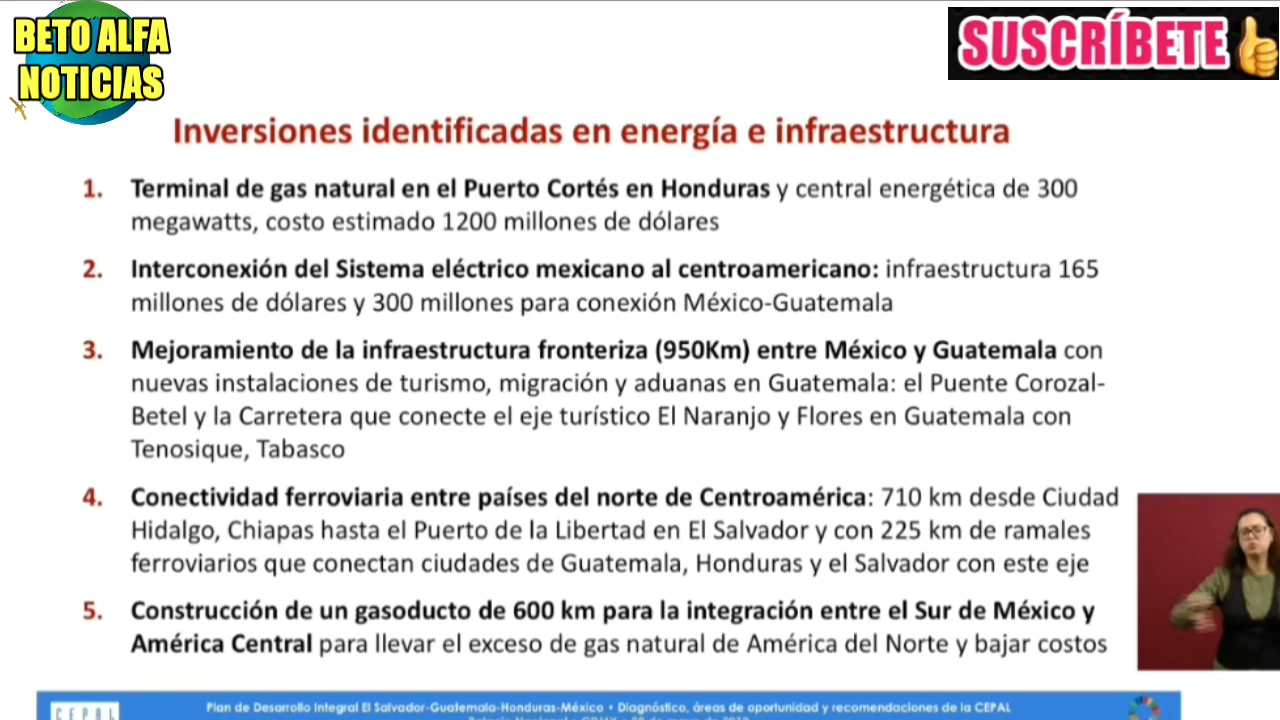 BETO ALFA
NOTICIAS
SUSCRÍBETE
Inversiones identificadas en energía e infraestructura
1. Terminal de gas natural en el Puerto Cortés en Honduras y central energética de 300
megawatts, costo estimado 1200 millones de dólares
2. Interconexión del Sistema eléctrico mexicano al centroamericano: infraestructura 165
millones de dólares y 300 millones para conexión México-Guatemala
3. Mejoramiento de la infraestructura fronteriza (950Km) entre México y Guatemala con
nuevas instalaciones de turismo, migración y aduanas en Guatemala: el Puente Corozal-
Betel y la Carretera que conecte el eje turístico El Naranjo y Flores en Guatemala con
Tenosique, Tabasco
4. Conectividad ferroviaria entre países del norte de Centroamérica: 710 km desde Ciudad
Hidalgo, Chiapas hasta el Puerto de la Libertad en El Salvador y con 225 km de ramales
ferroviarios que conectan ciudades de Guatemala, Honduras y el Salvador con este eje
5. Construcción de un gasoducto de 600 km para la integración entre el Sur de México y
América Central para llevar el exceso de gas natural de América del Norte y bajar costos
CEPAL
Plan de Desarrollo Integral El Salvador-Guatemala-Honduras-México • Diagnóstico, áreas de oportunidad y recomendaciones de la CEPAL